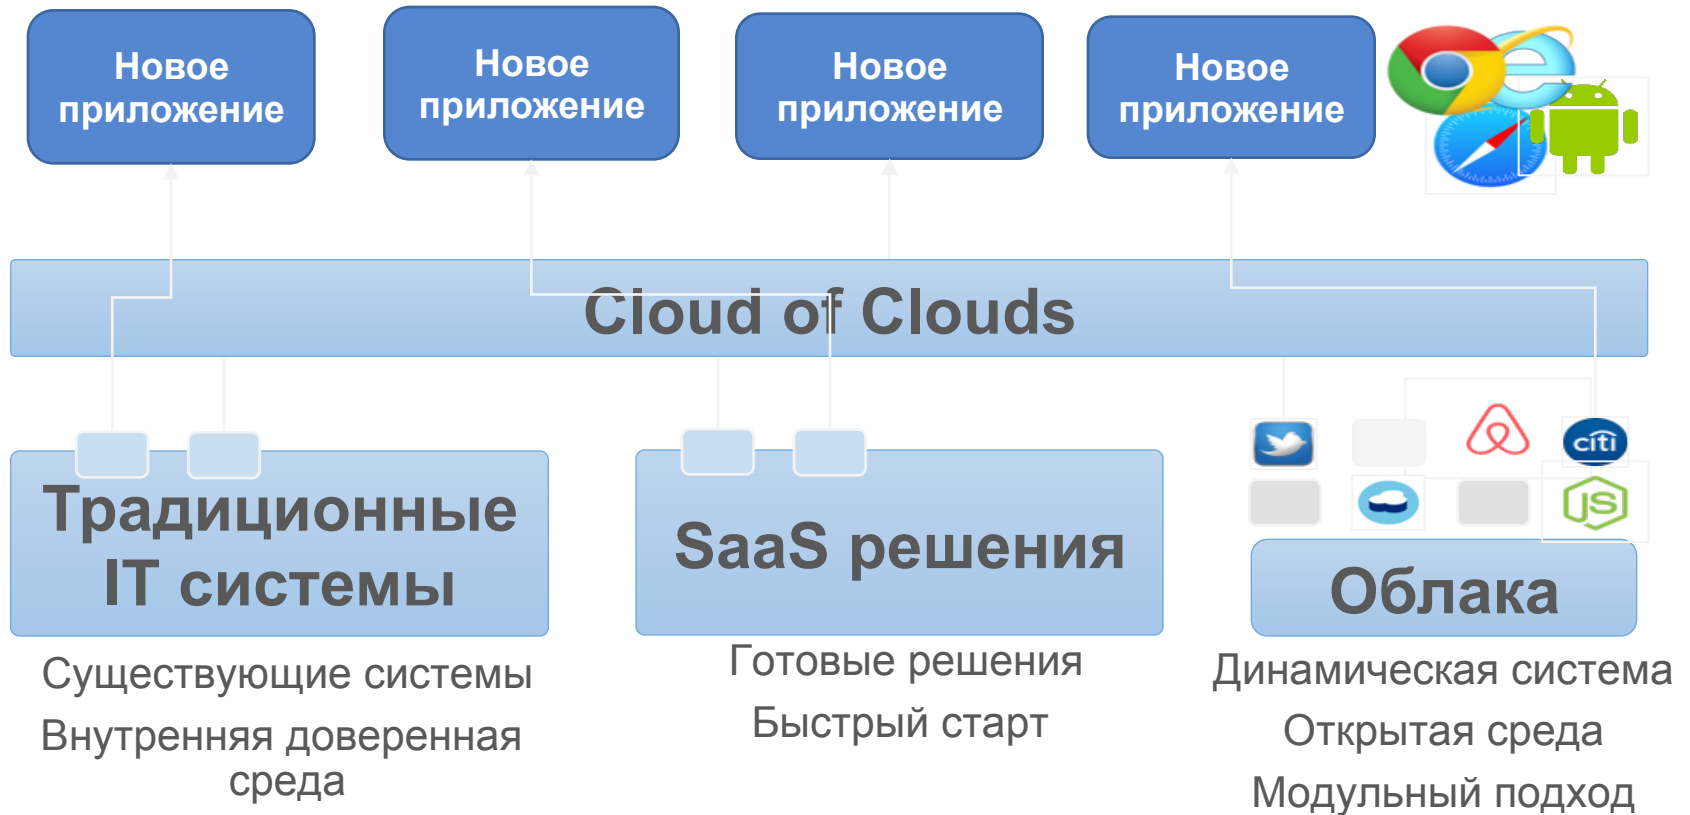 Новое
приложение
Новое
приложение
Новое
приложение
Новое
приложение
Cloud of Clouds
Традиционные
IT системы
SaaS решения
citi
JS
Облака
Существующие системы
Внутренняя доверенная
среда
Готовые решения
Быстрый старт
Динамическая система
Открытая среда
Модульный подход